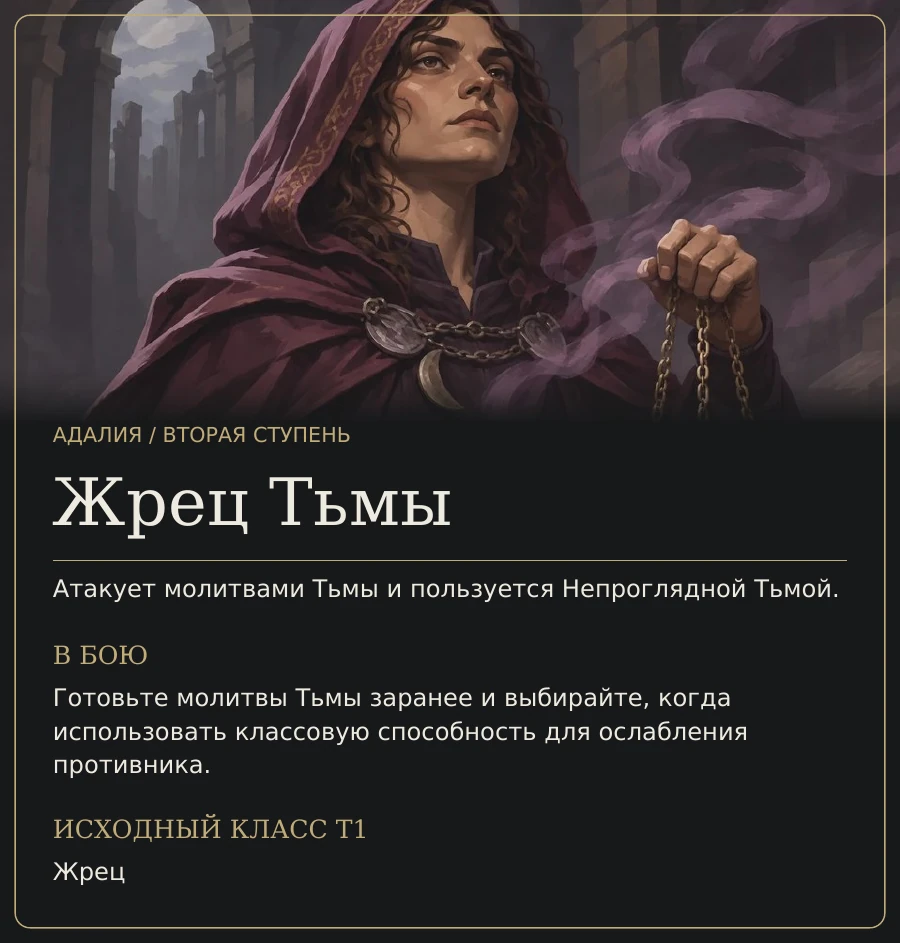 АДАЛИЯ / ВТОРАЯ СТУПЕНЬ
Жрец Тьмы
Атакует молитвами Тьмы и пользуется Непроглядной Тьмой.
В БОЮ
Готовьте молитвы Тьмы заранее и выбирайте, когда
использовать классовую способность для ослабления
противника.
ИСХОДНЫЙ КЛАСС Т1
Жрец